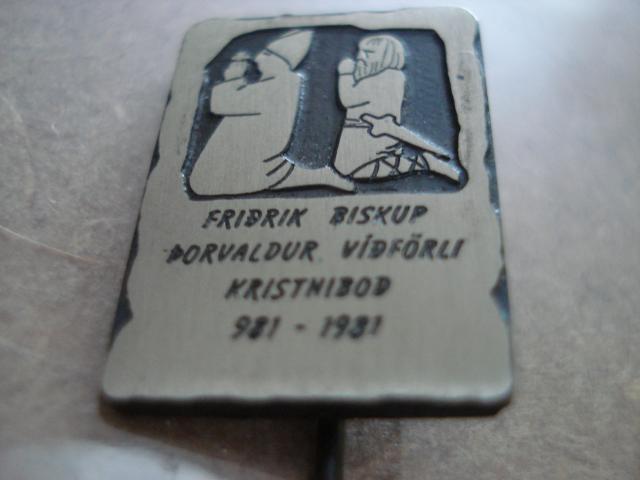 FRIÐRIK BISKUP
ÞORVALDUR VÍÐFÖRLI
KRISTNIBOÐ
981 - 1981